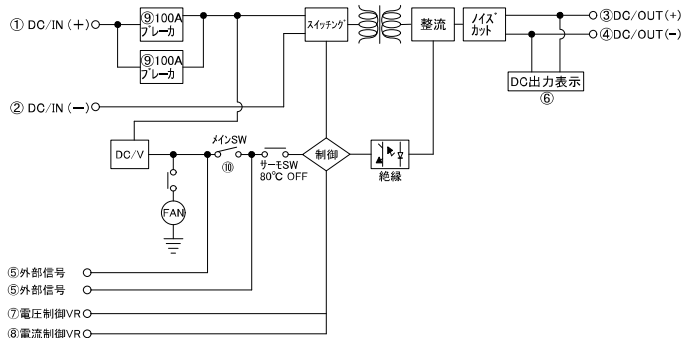 ① DC/IN (+)
⑨100A
ブレーカ
⑨100A
ブレーカ
スイッチング
整流
ノイズ
カット
③DC/OUT(+)
④DC/OUT(-)
DC出力表示
⑥
② DC/IN (-)
DC/V
メインSW
⑩
サーモSW
80℃ OFF
制御
絶縁
FAN
⑤外部信号
⑤外部信号
⑦電圧制御VR
⑧電流制御VR